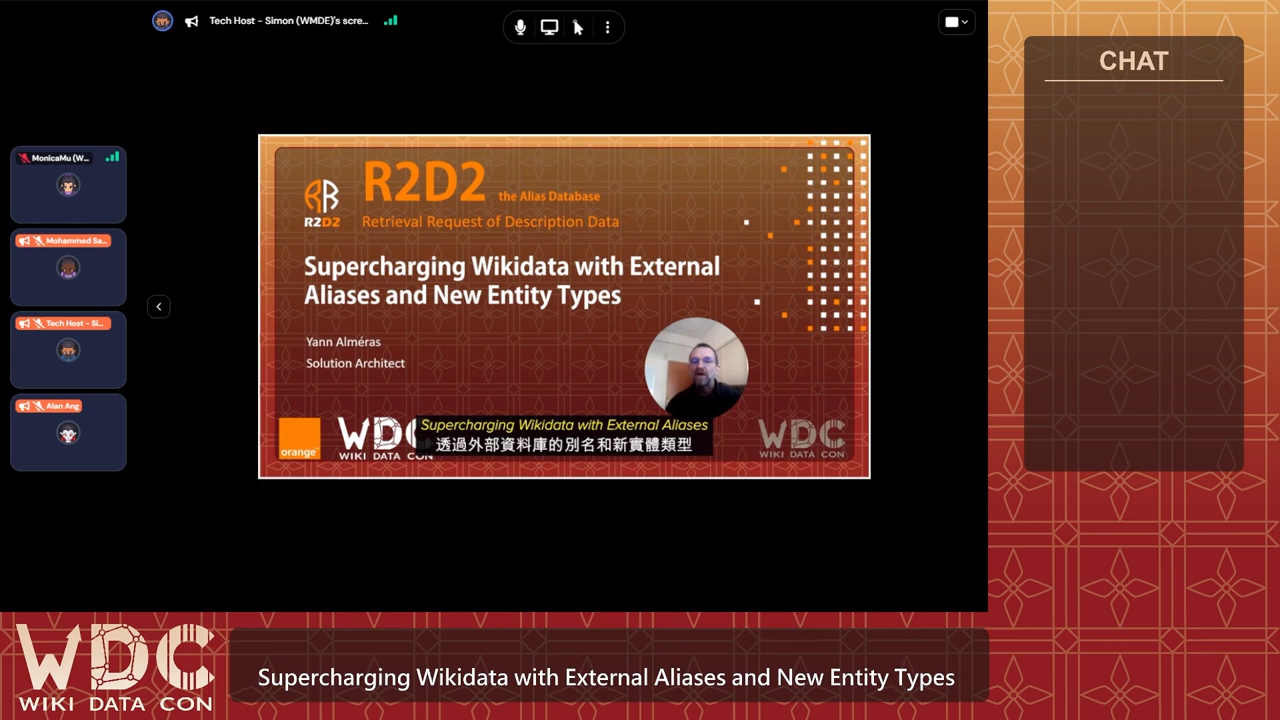 Tech Host - Simon (WMDE)'s scre...
CHAT
MonicaMu (W...
Mohammed Sa...
Tech Host - Si...
Alan Ang
R2D2
R2D2 the Alias Database
Retrieval Request of Description Data
Supercharging Wikidata with External
Aliases and New Entity Types
Yann Alméras
Solution Architect
orange
WDC
WIKI DATA CON
Supercharging Wikidata with External Aliases
透過外部資料庫的別名和新實體類型
WDC
WIKI DATA CON
WDC
WIKI DATA CON
Supercharging Wikidata with External Aliases and New Entity Types